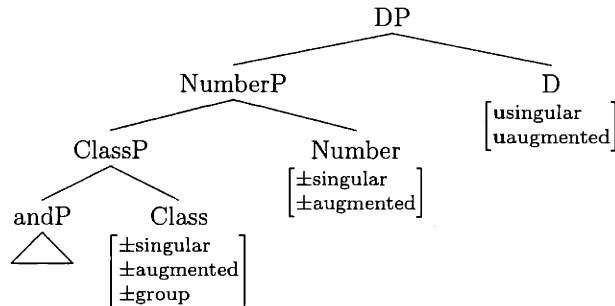 DP
NumberP D
[usingular
uaugmented]
ClassP Number
[±singular
±augmented]
andP Class
[±singular
±augmented
±group]